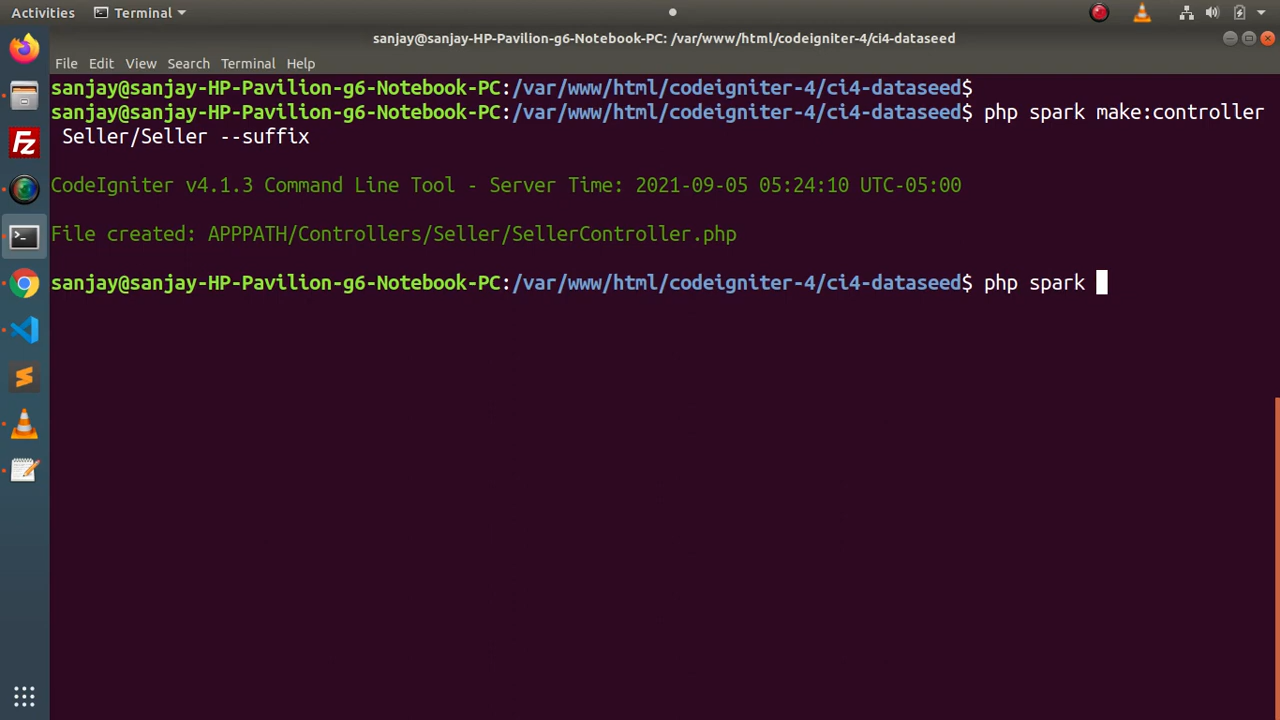 Activities Terminal
sanjay@sanjay-HP-Pavilion-g6-Notebook-PC: /var/www/html/codeigniter-4/ci4-dataseed
File Edit View Search Terminal Help
sanjay@sanjay-HP-Pavilion-g6-Notebook-PC:/var/www/html/codeigniter-4/ci4-dataseed$
sanjay@sanjay-HP-Pavilion-g6-Notebook-PC:/var/www/html/codeigniter-4/ci4-dataseed$ php spark make:controller
Seller/Seller --suffix
CodeIgniter v4.1.3 Command Line Tool - Server Time: 2021-09-05 05:24:10 UTC-05:00
File created: APPPATH/Controllers/Seller/SellerController.php
sanjay@sanjay-HP-Pavilion-g6-Notebook-PC:/var/www/html/codeigniter-4/ci4-dataseed$ php spark